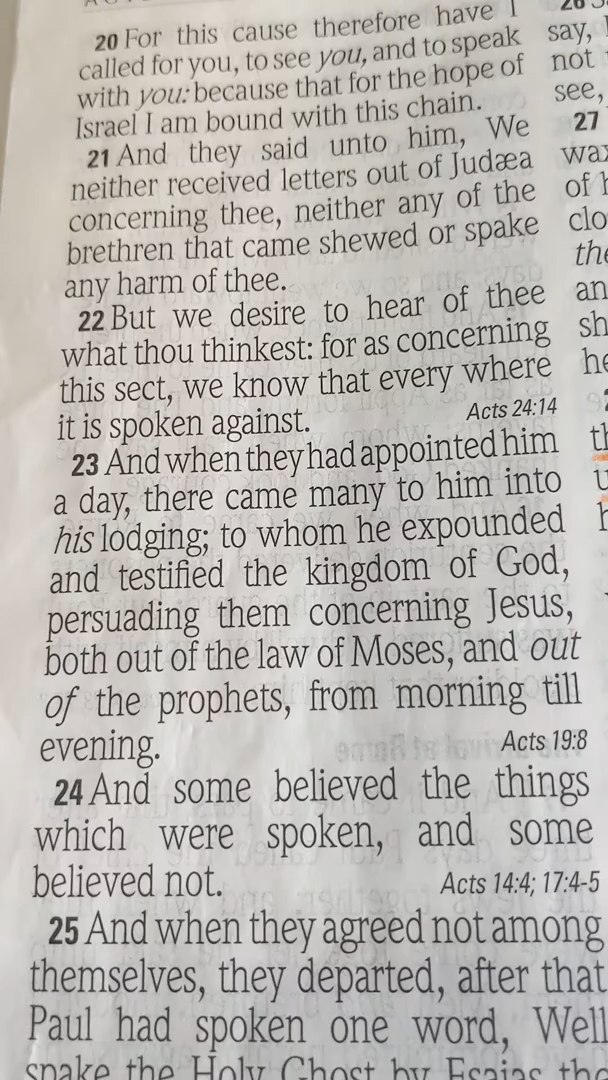 20 For this cause therefore have I
called for you, to see you, and to speak
with you: because that for the hope of
Israel I am bound with this chain.
21 And they said unto him, We
neither received letters out of Judæa
concerning thee, neither any of the
brethren that came shewed or spake
any harm of thee.
22 But we desire to hear of thee
what thou thinkest: for as concerning
this sect, we know that every where
it is spoken against. Acts 24:14
23 And when they had appointed him
a day, there came many to him into
his lodging; to whom he expounded
and testified the kingdom of God,
persuading them concerning Jesus,
both out of the law of Moses, and out
of the prophets, from morning till
evening. Acts 19:8
24 And some believed the things
which were spoken, and some
believed not. Acts 14:4; 17:4-5
25 And when they agreed not among
themselves, they departed, after that
Paul had spoken one word, Well
spake the Holy Ghost by Esaias the
say,
not
see,
27
of